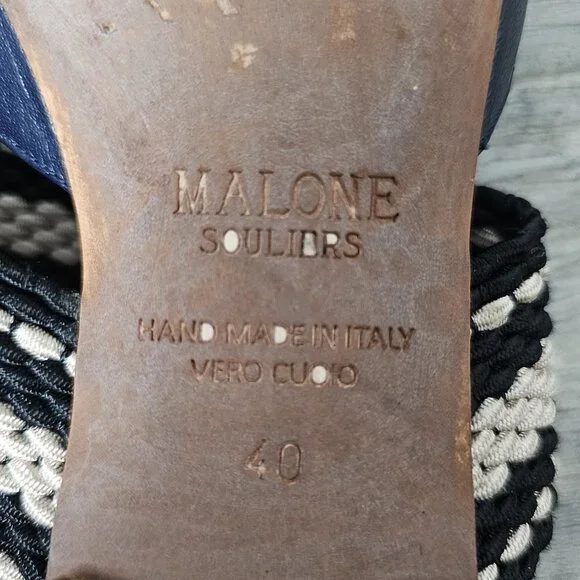 MALONE
SOULIERS
HAND MADE IN ITALY
VERO CUOIO
40